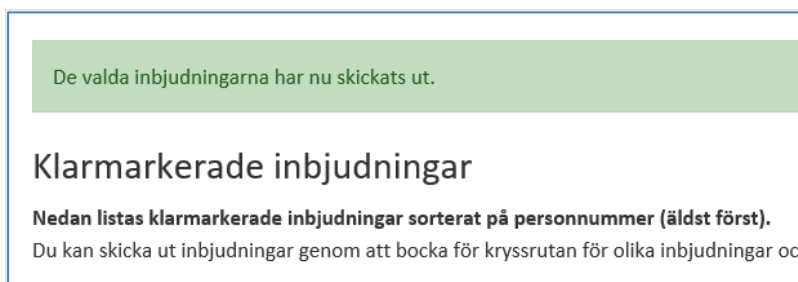 De valda inbjudningarna har nu skickats ut.
Klarmarkerade inbjudningar
Nedan listas klarmarkerade inbjudningar sorterat på personnummer (äldst först).
Du kan skicka ut inbjudningar genom att bocka för kryssrutan för olika inbjudningar oc